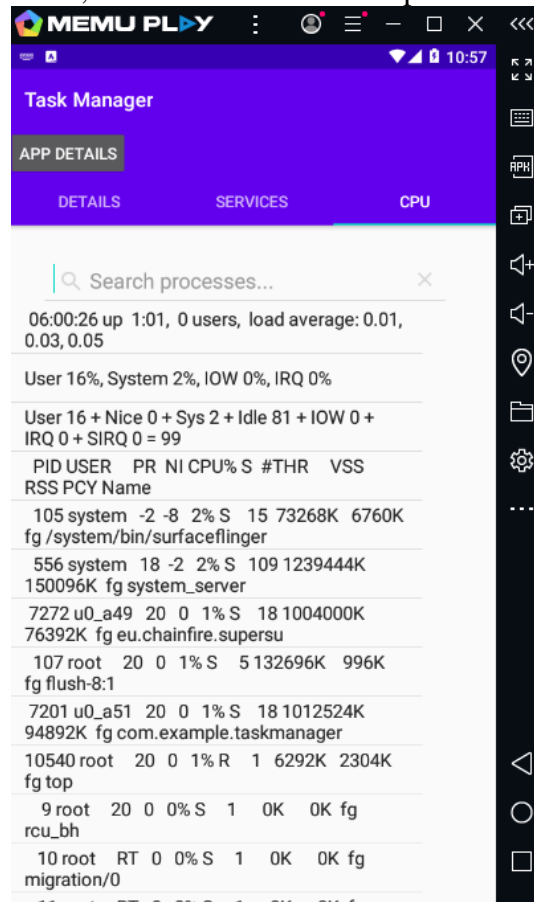 MEMU PLAY
10:57
Task Manager
APP DETAILS
DETAILS SERVICES CPU
APK
Search processes...
06:00:26 up 1:01, 0 users, load average: 0.01,
0.03, 0.05
User 16%, System 2%, IOW 0%, IRQ 0%
User 16 + Nice 0 + Sys 2 + Idle 81 + IOW 0 +
IRQ 0 + SIRQ 0 = 99
PID USER PR NI CPU% S #THR VSS
RSS PCY Name
105 system -2 -8 2% S 15 73268K 6760K
fg /system/bin/surfaceflinger
556 system 18 -2 2% S 109 1239444K
150096K fg system_server
7272 u0_a49 20 0 1% S 18 1004000K
76392K fg eu.chainfire.supersu
107 root 20 0 1% S 5 132696K 996K
fg flush-8:1
7201 u0_a51 20 0 1% S 18 1012524K
94892K fg com.example.taskmanager
10540 root 20 0 1% R 1 6292K 2304K
fg top
9 root 20 0 0% S 1 0K 0K fg
rcu_bh
10 root RT 0 0% S 1 0K 0K fg
migration/0